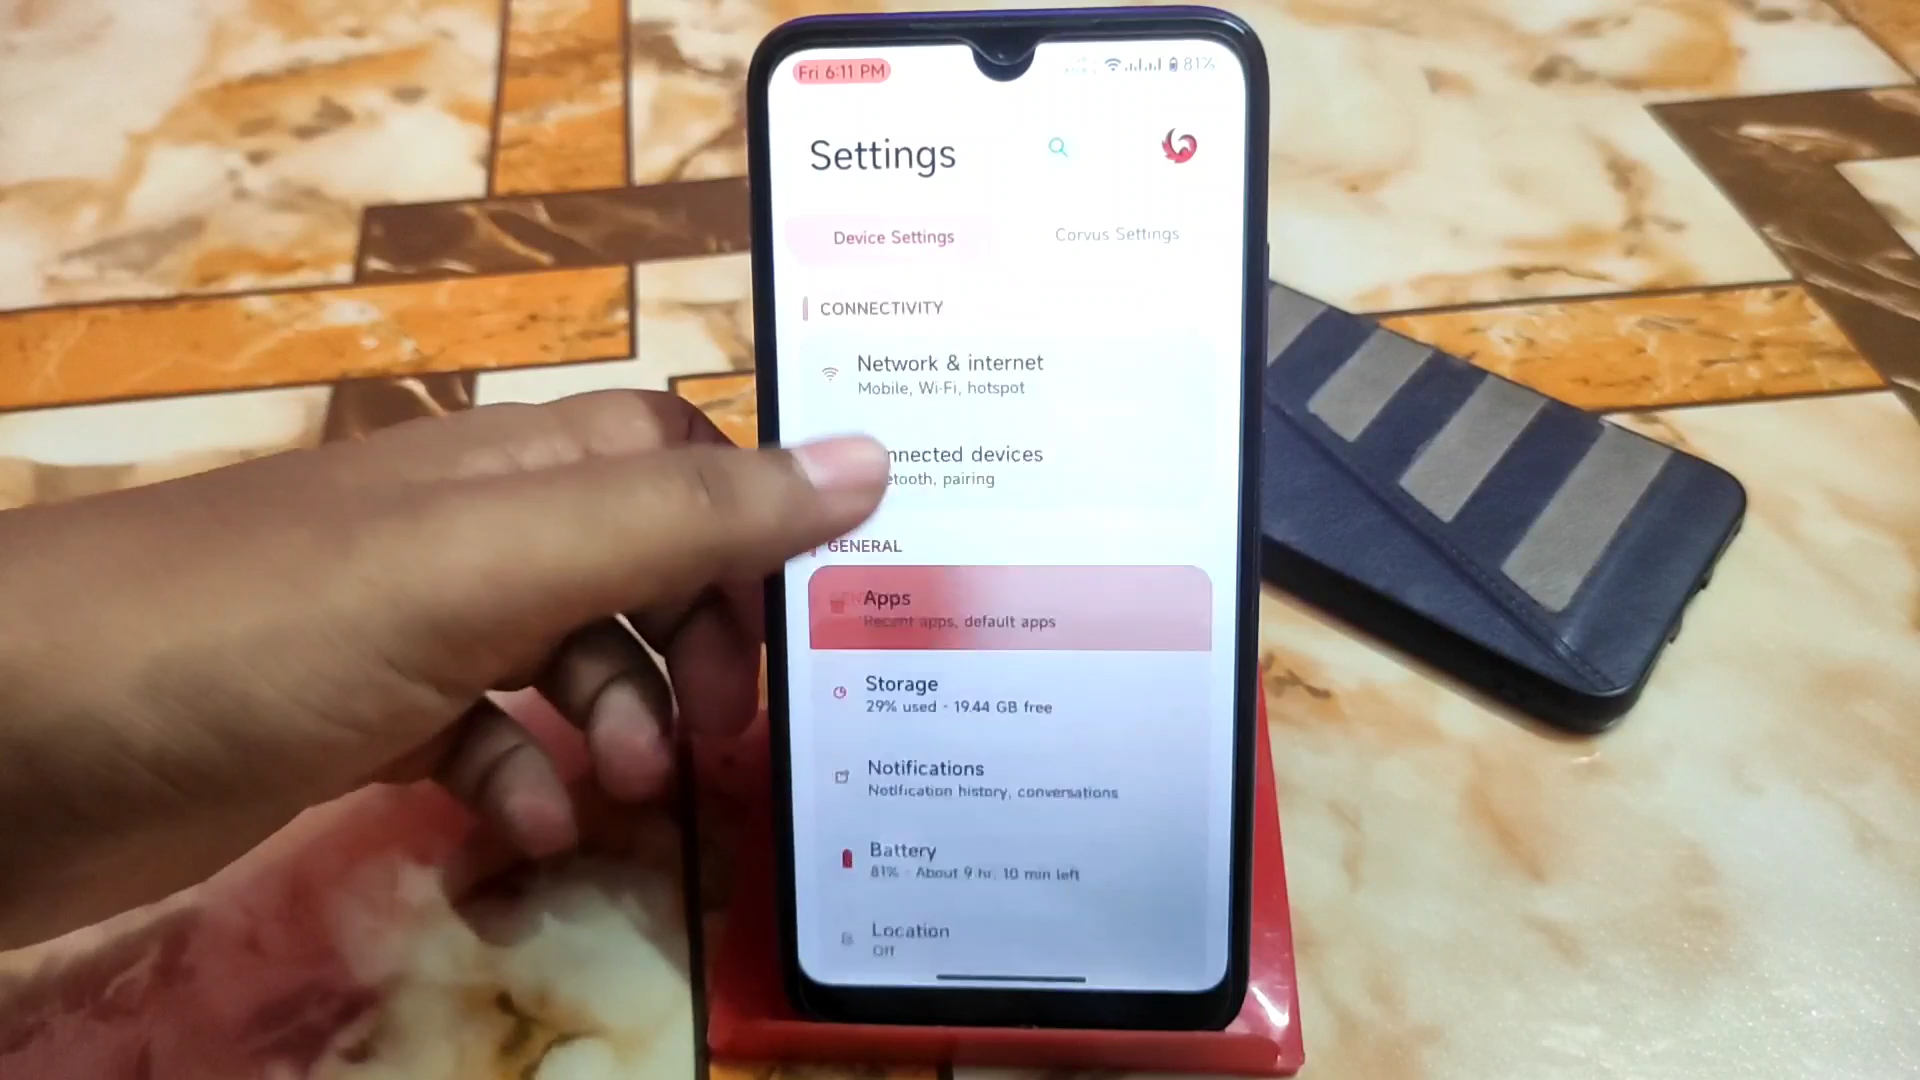 Fri 6:11 PM
81%
Settings
Device Settings
Corvus Settings
CONNECTIVITY
Network & internet
Mobile, Wi-Fi, hotspot
nnected devices
etooth, pairing
GENERAL
Apps
Recent apps, default apps
Storage
29% used - 19.44 GB free
Notifications
Notification history, conversations
Battery
81% - About 9 hr, 10 min left
Location
Off